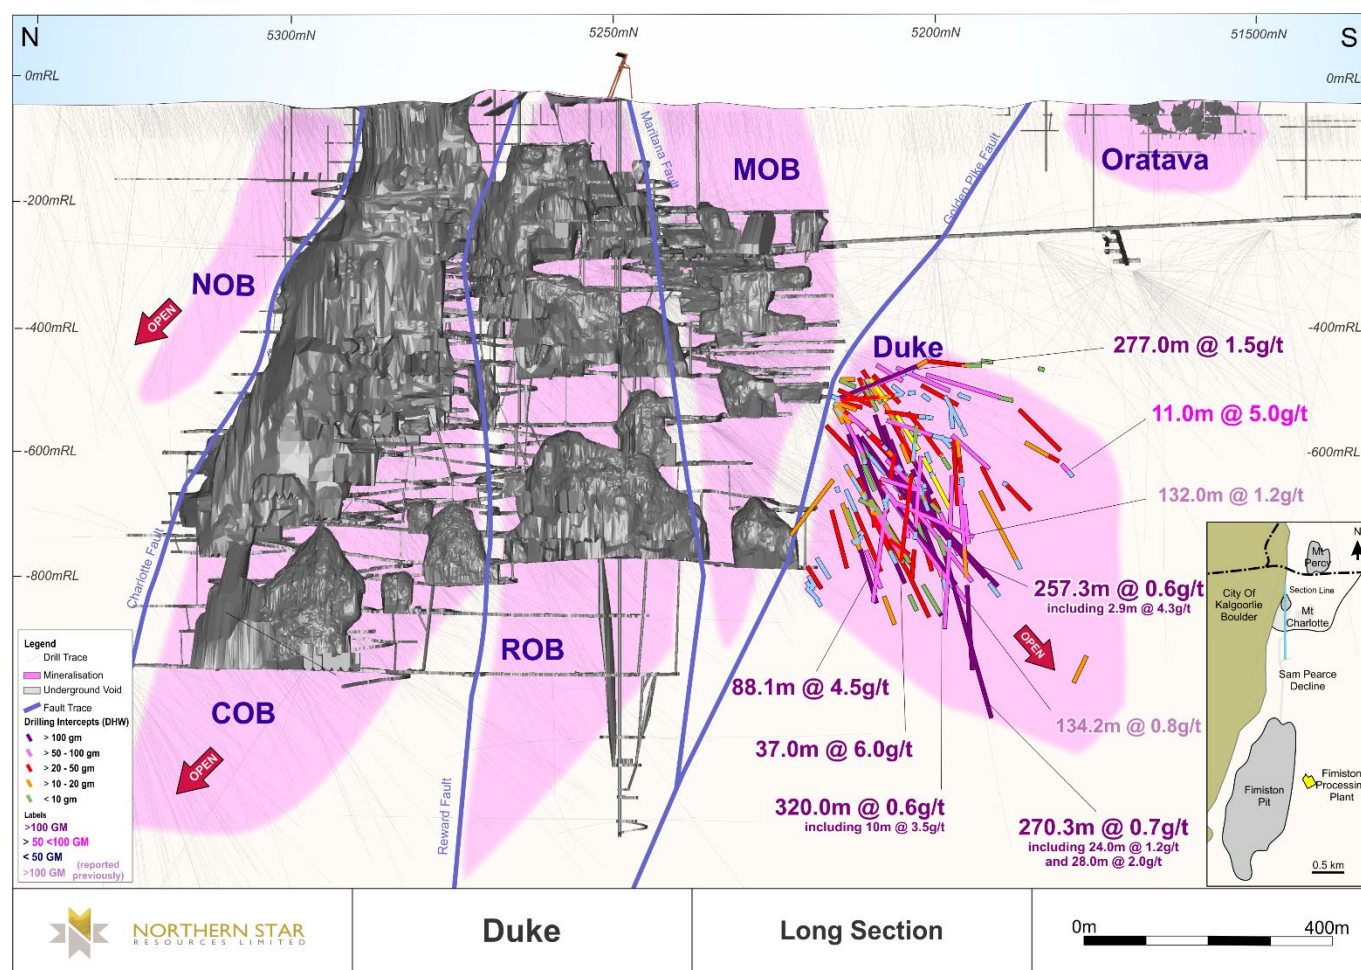 N
5300mN
5250mN
5200mN
51500mN
S
0mRL
0mRL
-200mRL
-200mRL
-400mRL
-400mRL
-600mRL
-600mRL
-800mRL
Maritana Fault
Golden Pike Fault
Charlotte Fault
Reward Fault
NOB
MOB
Oratava
Duke
ROB
COB
OPEN
OPEN
OPEN
277.0m @ 1.5g/t
11.0m @ 5.0g/t
132.0m @ 1.2g/t
257.3m @ 0.6g/t
including 2.9m @ 4.3g/t
88.1m @ 4.5g/t
134.2m @ 0.8g/t
37.0m @ 6.0g/t
320.0m @ 0.6g/t
including 10m @ 3.5g/t
270.3m @ 0.7g/t
including 24.0m @ 1.2g/t
and 28.0m @ 2.0g/t
Legend
Drill Trace
Mineralisation
Underground Void
Fault Trace
Drilling Intercepts (DHW)
> 100 gm
> 50 - 100 gm
> 20 - 50 gm
> 10 - 20 gm
< 10 gm
Labels
>100 GM
> 50 <100 GM
< 50 GM
>100 GM (reported previously)
N
Mt
Percy
City Of
Kalgoorlie
Boulder
Section Line
Mt
Charlotte
Sam Pearce
Decline
Fimiston
Processing
Plant
Fimiston
Pit
0.5 km
NORTHERN STAR
RESOURCES LIMITED
Duke
Long Section
0m
400m